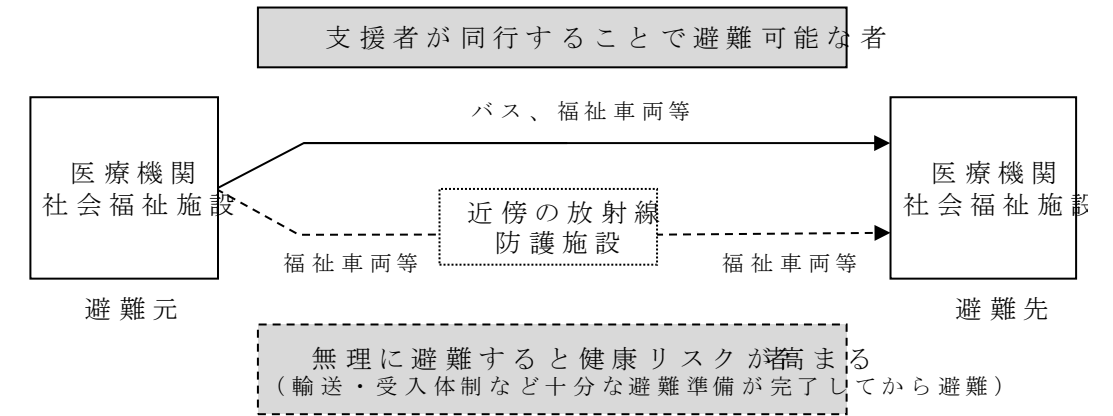 支援者が同行することで避難可能な者
バス、福祉車両等
医療機関
社会福祉施設
近傍の放射線
防護施設
医療機関
社会福祉施設
福祉車両等
福祉車両等
避難元
避難先
無理に避難すると健康リスクが高まる者
（輸送・受入体制など十分な避難準備が完了してから避難）